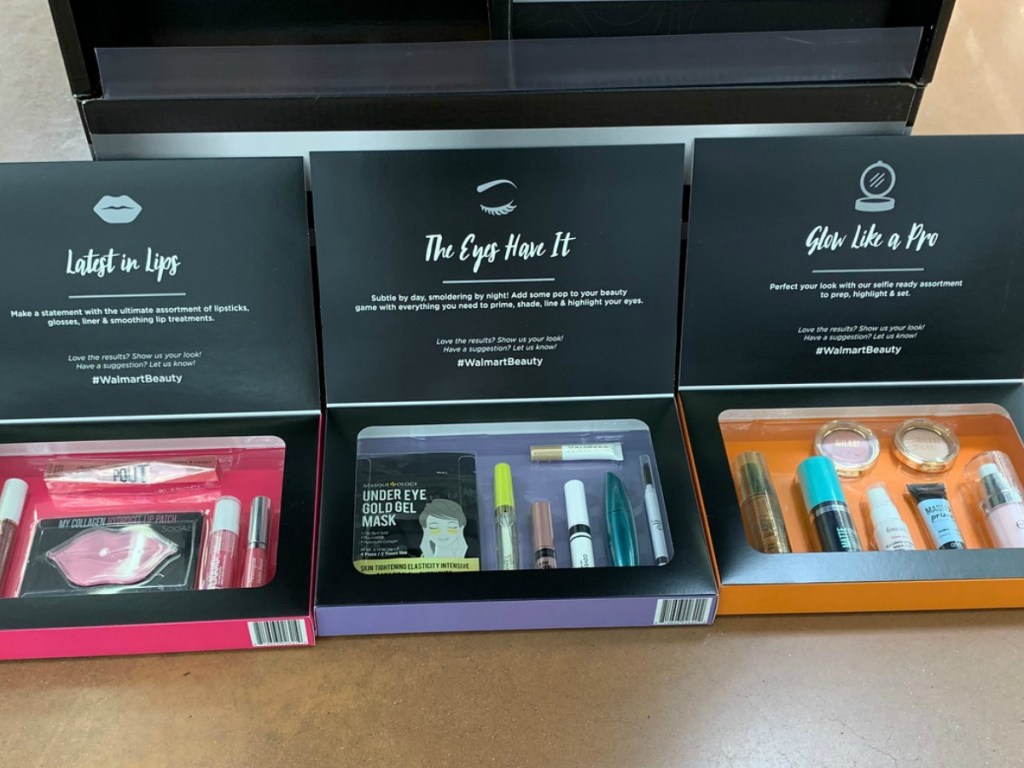 Latest in Lips
Make a statement with the ultimate assortment of lipsticks,
glosses, liner & smoothing lip treatments.
Love the results? Show us your look!
Have a suggestion? Let us know!
#WalmartBeauty
POUT
MY COLLAGEN
LIP PATCH
The Eyes Have It
Subtle by day, smoldering by night! Add some pop to your beauty
game with everything you need to prime, shade, line & highlight your eyes.
Love the results? Show us your look!
Have a suggestion? Let us know!
#WalmartBeauty
UNDER EYE
GOLD GEL
MASK
SKIN TIGHTENING ELASTICITY INTENSIVE
Glow Like a Pro
Perfect your look with our selfie ready assortment
to prep, highlight & set.
Love the results? Show us your look!
Have a suggestion? Let us know!
#WalmartBeauty
MILANI